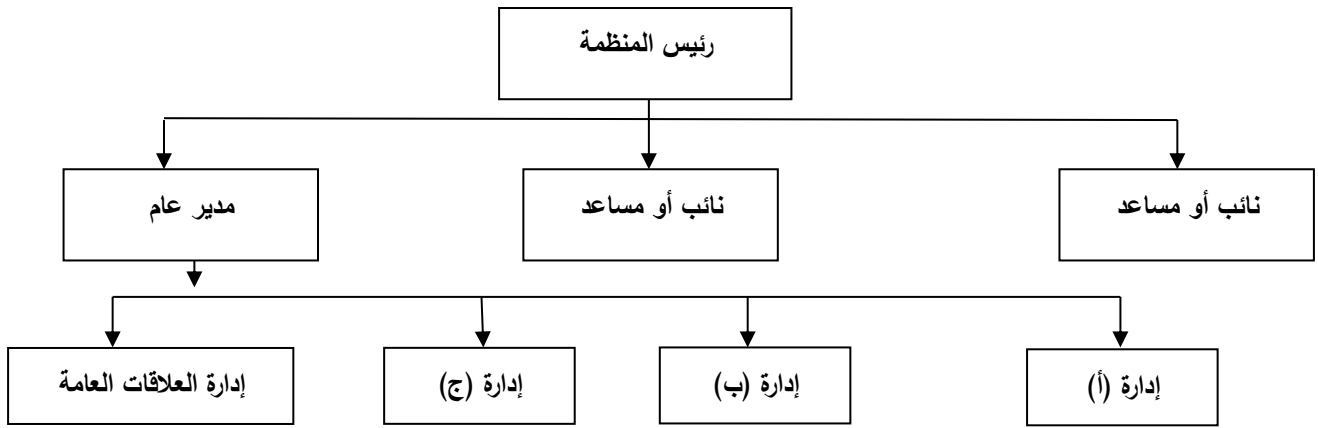 رئيس المنظمة
نائب أو مساعد
نائب أو مساعد
مدير عام
إدارة (أ)
إدارة (ب)
إدارة (ج)
إدارة العلاقات العامة